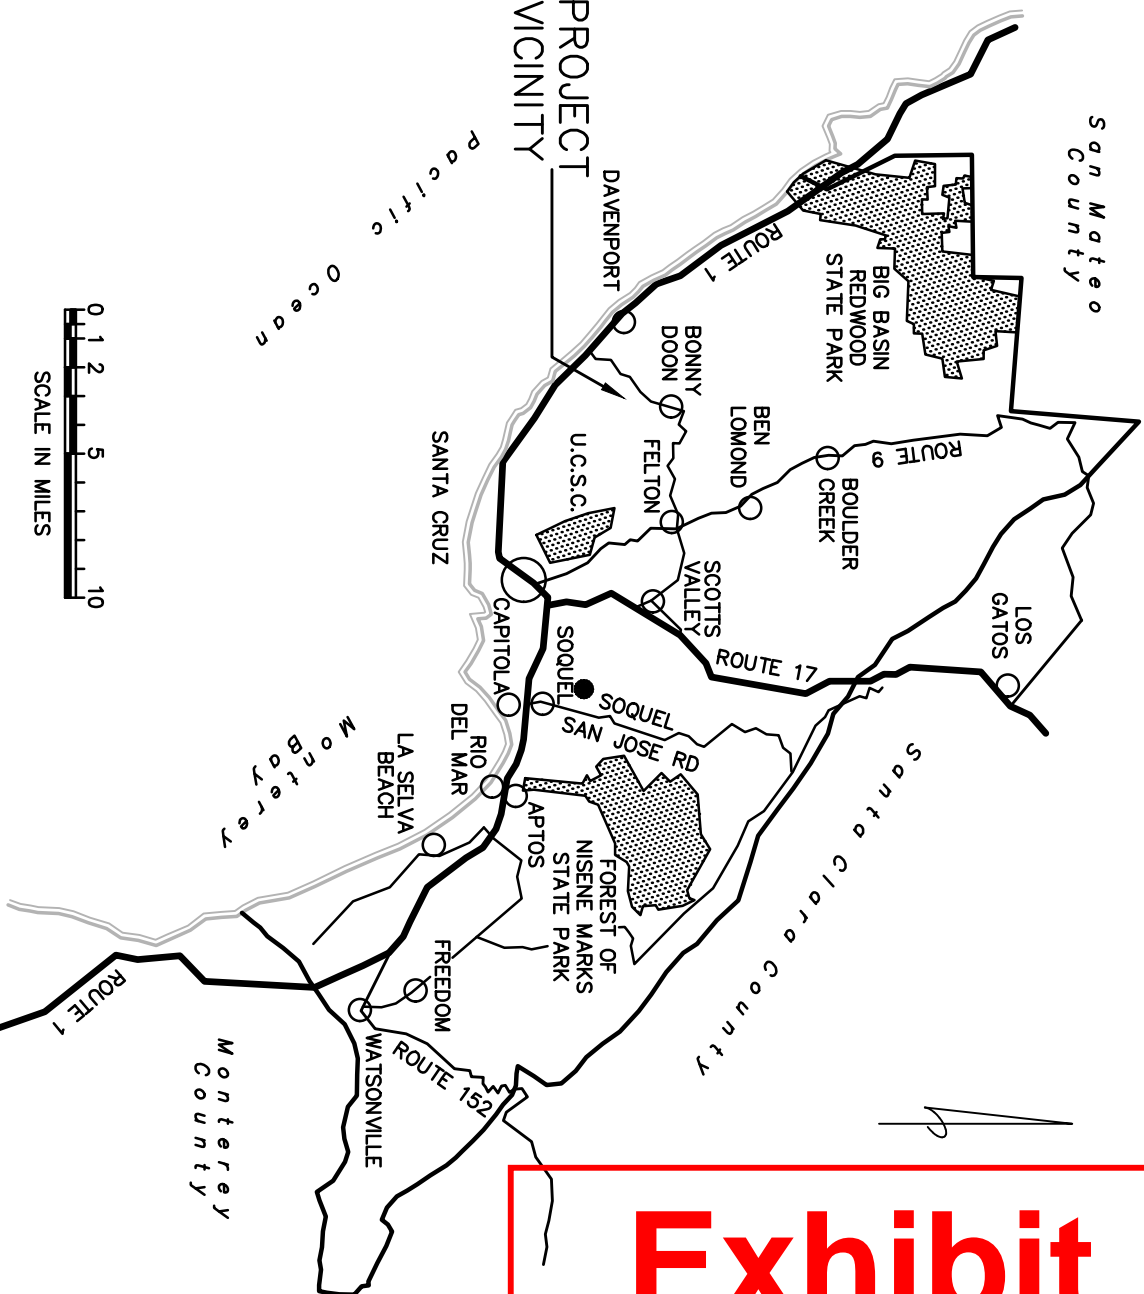 PROJECT
VICINITY
San Mateo
County
Pacific Ocean
DAVENPORT
ROUTE 1
BIG BASIN
REDWOOD
STATE PARK
BONNY
DOON
BEN
LOMOND
ROUTE 9
BOULDER
CREEK
FELTON
U.C.S.C.
SANTA CRUZ
SCOTTS
VALLEY
LOS
GATOS
ROUTE 17
CAPITOLA
SOQUEL
SOQUEL
SAN JOSE RD
RIO
DEL MAR
LA SELVA
BEACH
APTOS
FOREST OF
NISENE MARKS
STATE PARK
Monterey
Bay
Santa Clara County
FREEDOM
WATSONVILLE
ROUTE 152
ROUTE 1
Monterey
County
0 1 2 5 10
SCALE IN MILES
Exhibit